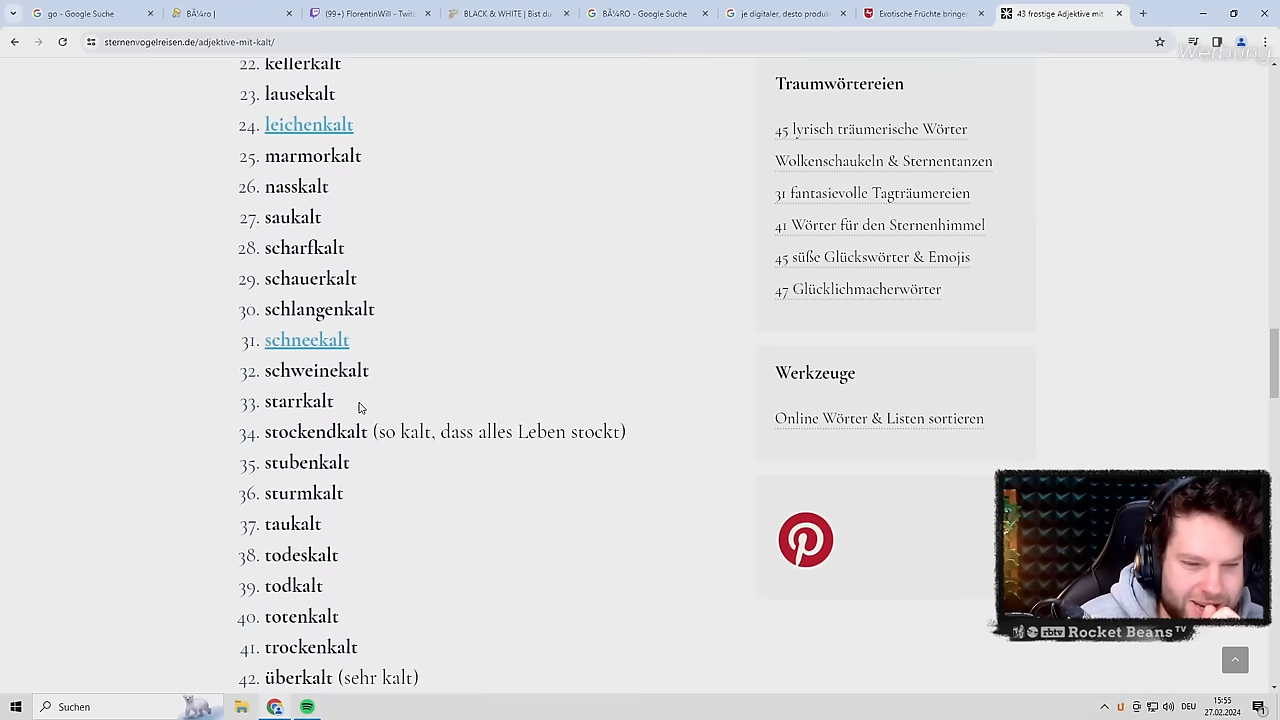 go - Google Suche
BÃ¼ro |
(99+) FlorentinWill - Twitc
BLACK & WHITE | Bist du
BÃ¼RO - Google Suche
je digitaler, desto produkt
Exotische Früchte bringen
43 frostige Adjektive mit
sternenvogelreisen.de/adjektive-mit-kalt/
Werbung
22. kellerkalt
23. lausekalt
24. leichenkalt
25. marmorkalt
26. nasskalt
27. saukalt
28. scharfkalt
29. schauerkalt
30. schlangenkalt
31. schneekalt
32. schweinekalt
33. starrkalt
34. stockendkalt (so kalt, dass alles Leben stockt)
35. stubenkalt
36. sturmkalt
37. taukalt
38. todeskalt
39. todkalt
40. totenkalt
41. trockenkalt
42. überkalt (sehr kalt)
Traumwörtereien
45 lyrisch träumerische Wörter
Wolkenschaukeln & Sternentanzen
31 fantasievolle Tagträumereien
41 Wörter für den Sternenhimmel
45 süße Glückswörter & Emojis
47 Glücklichmacherwörter
Werkzeuge
Online Wörter & Listen sortieren
rbtv Rocket Beans TV
Suchen
DEU
15:55
27.02.2024